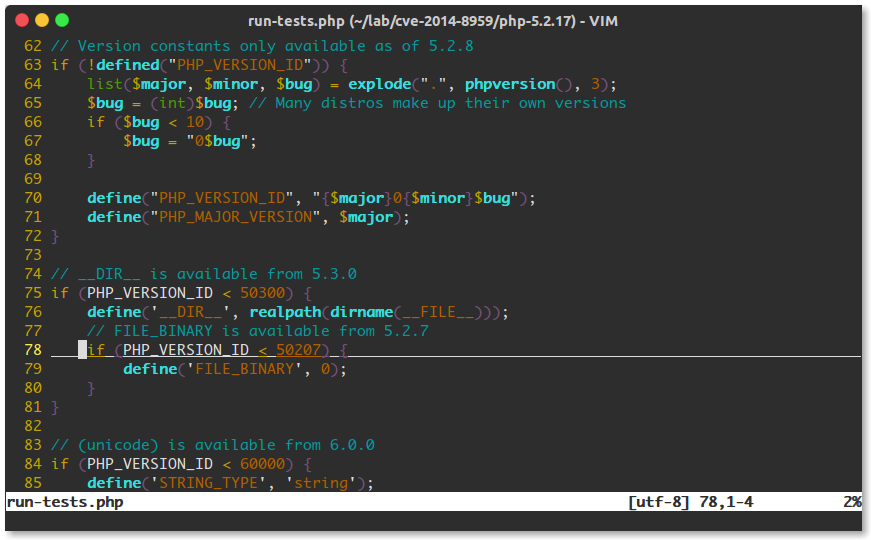 run-tests.php (~/lab/cve-2014-8959/php-5.2.17) - VIM
62 // Version constants only available as of 5.2.8
63 if (!defined("PHP_VERSION_ID")) {
64     list($major, $minor, $bug) = explode(".", phpversion(), 3);
65     $bug = (int)$bug; // Many distros make up their own versions
66     if ($bug < 10) {
67         $bug = "0$bug";
68     }
69
70     define("PHP_VERSION_ID", "{$major}0{$minor}$bug");
71     define("PHP_MAJOR_VERSION", $major);
72 }
73
74 // __DIR__ is available from 5.3.0
75 if (PHP_VERSION_ID < 50300) {
76     define('__DIR__', realpath(dirname(__FILE__)));
77     // FILE_BINARY is available from 5.2.7
78     if (PHP_VERSION_ID < 50207) {
79         define('FILE_BINARY', 0);
80     }
81 }
82
83 // (unicode) is available from 6.0.0
84 if (PHP_VERSION_ID < 60000) {
85     define('STRING_TYPE', 'string');
run-tests.php [utf-8] 78,1-4 2%